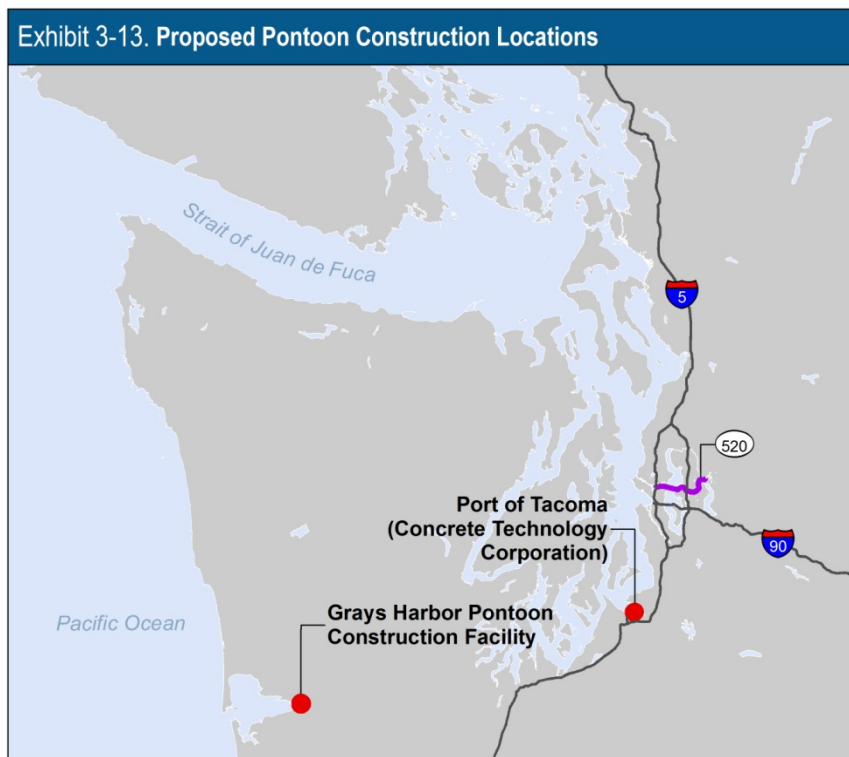 Exhibit 3-13. Proposed Pontoon Construction Locations
Strait of Juan de Fuca
5
520
Port of Tacoma
(Concrete Technology
Corporation)
90
Grays Harbor Pontoon
Construction Facility
Pacific Ocean